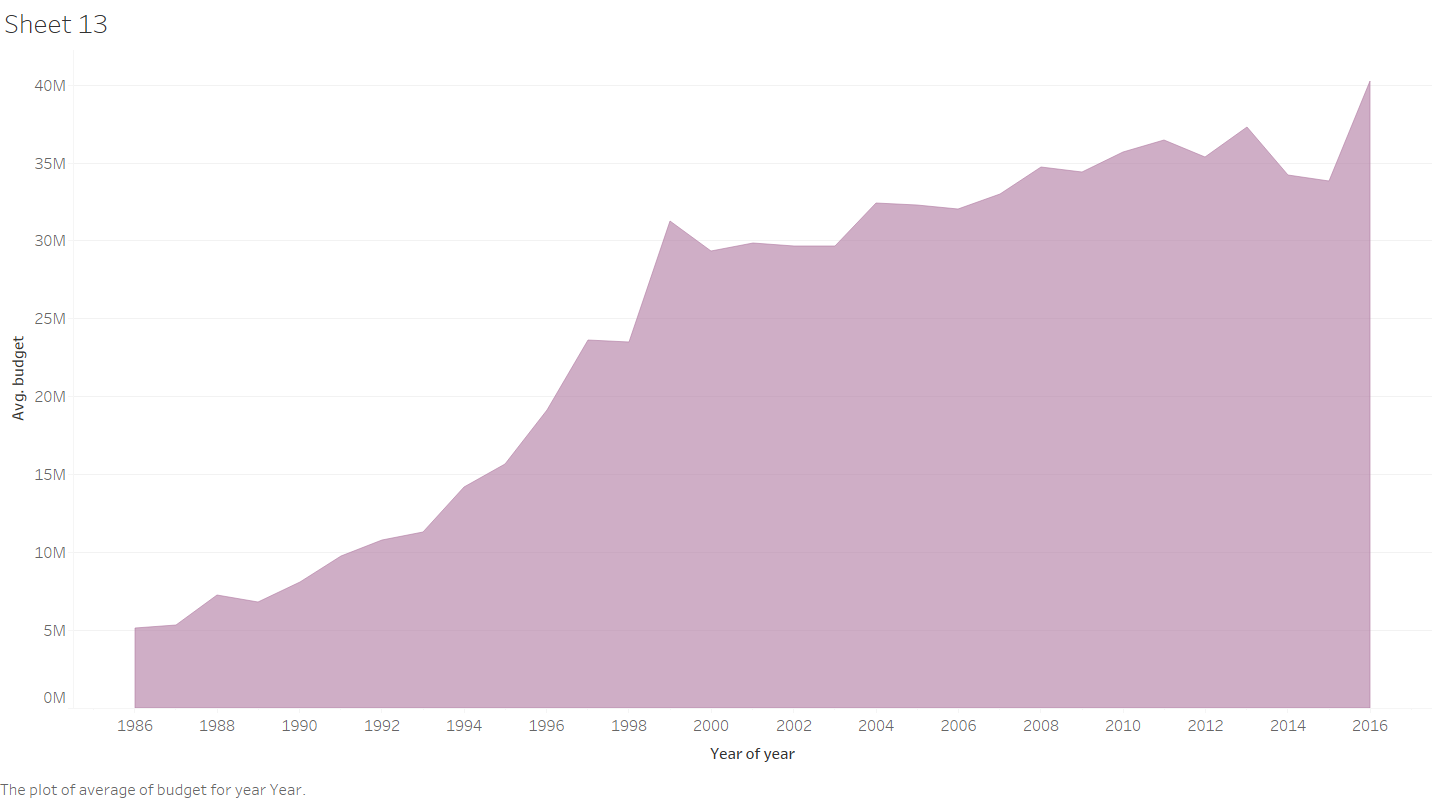 Sheet 13
40M
35M
30M
25M
20M
15M
10M
5M
0M
Avg. budget
1986 1988 1990 1992 1994 1996 1998 2000 2002 2004 2006 2008 2010 2012 2014 2016
Year of year
The plot of average of budget for year Year.